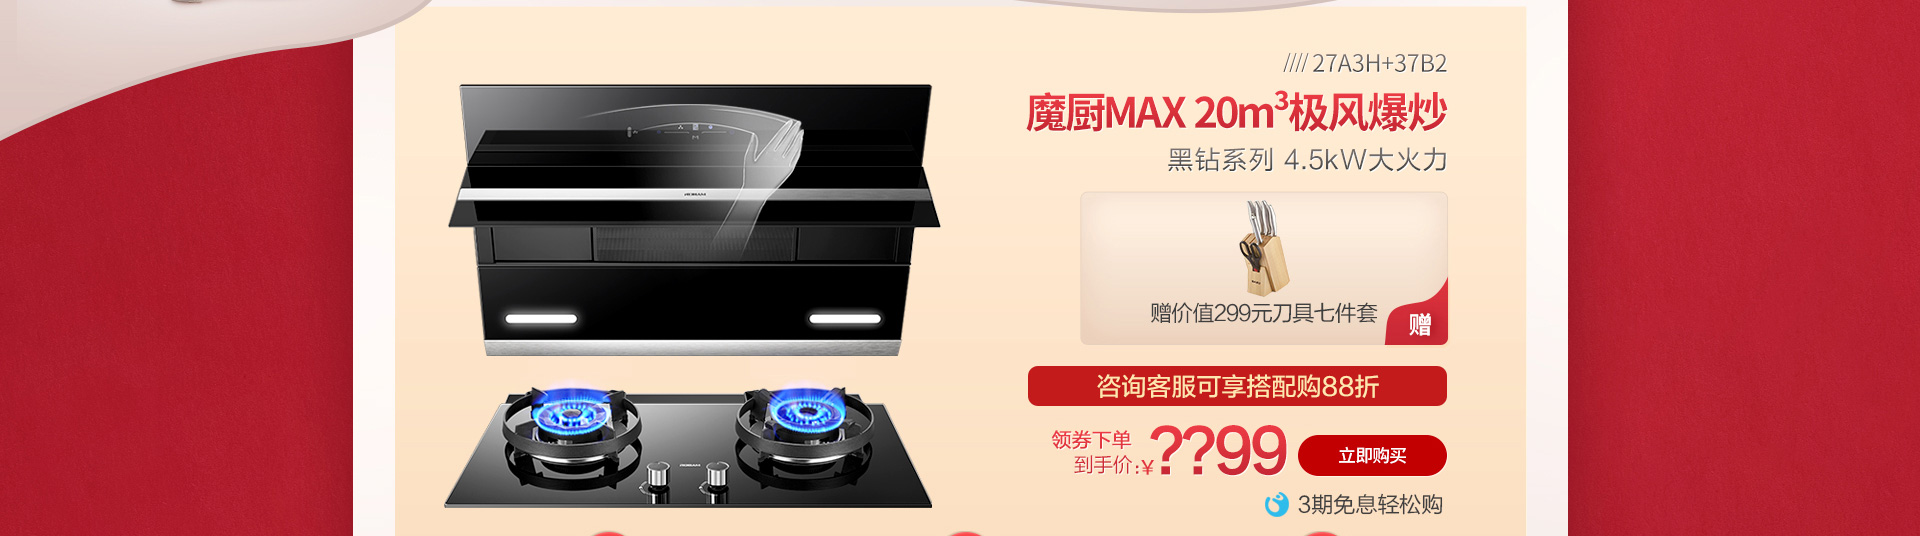 //// 27A3H+37B2
魔厨MAX 20m³极风爆炒
黑钻系列 4.5kW大火力
赠价值299元刀具七件套
赠
咨询客服可享搭配购88折
领券下单
到手价:¥??99
立即购买
3期免息轻松购
ROBAM
ROBAM